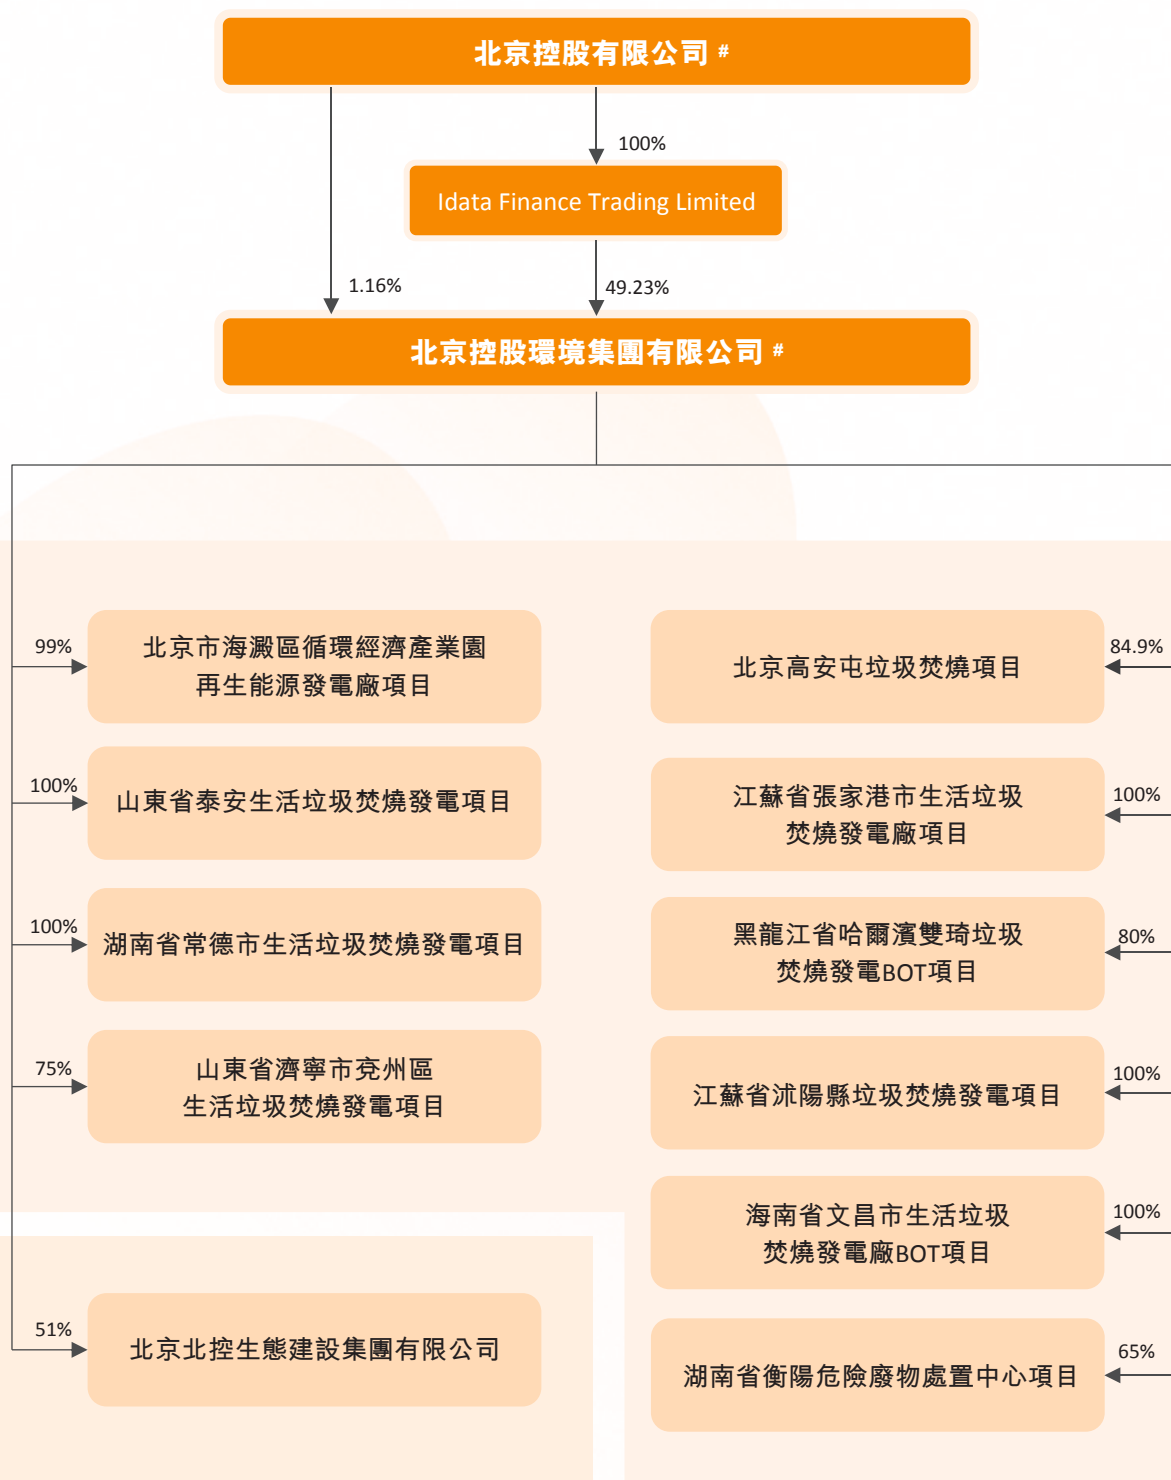 北京控股有限公司 #
100%
Idata Finance Trading Limited
1.16%
49.23%
北京控股環境集團有限公司 #
99%
北京市海澱區循環經濟產業園
再生能源發電廠項目
100%
山東省泰安生活垃圾焚燒發電項目
100%
湖南省常德市生活垃圾焚燒發電項目
75%
山東省濟寧市兗州區
生活垃圾焚燒發電項目
51%
北京北控生態建設集團有限公司
84.9%
北京高安屯垃圾焚燒項目
100%
江蘇省張家港市生活垃圾
焚燒發電廠項目
80%
黑龍江省哈爾濱雙琦垃圾
焚燒發電BOT項目
100%
江蘇省沭陽縣垃圾焚燒發電項目
100%
海南省文昌市生活垃圾
焚燒發電廠BOT項目
65%
湖南省衡陽危險廢物處置中心項目